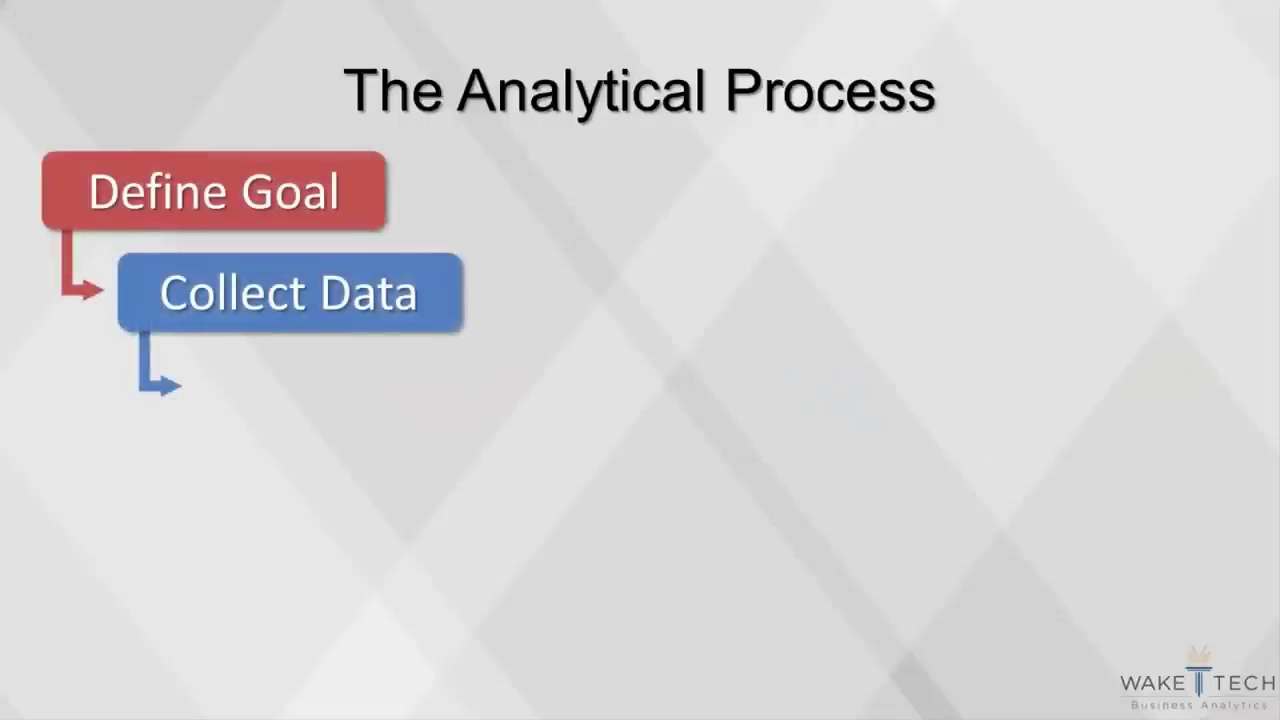 The Analytical Process
Define Goal
Collect Data
WAKE TECH
Business Analytics